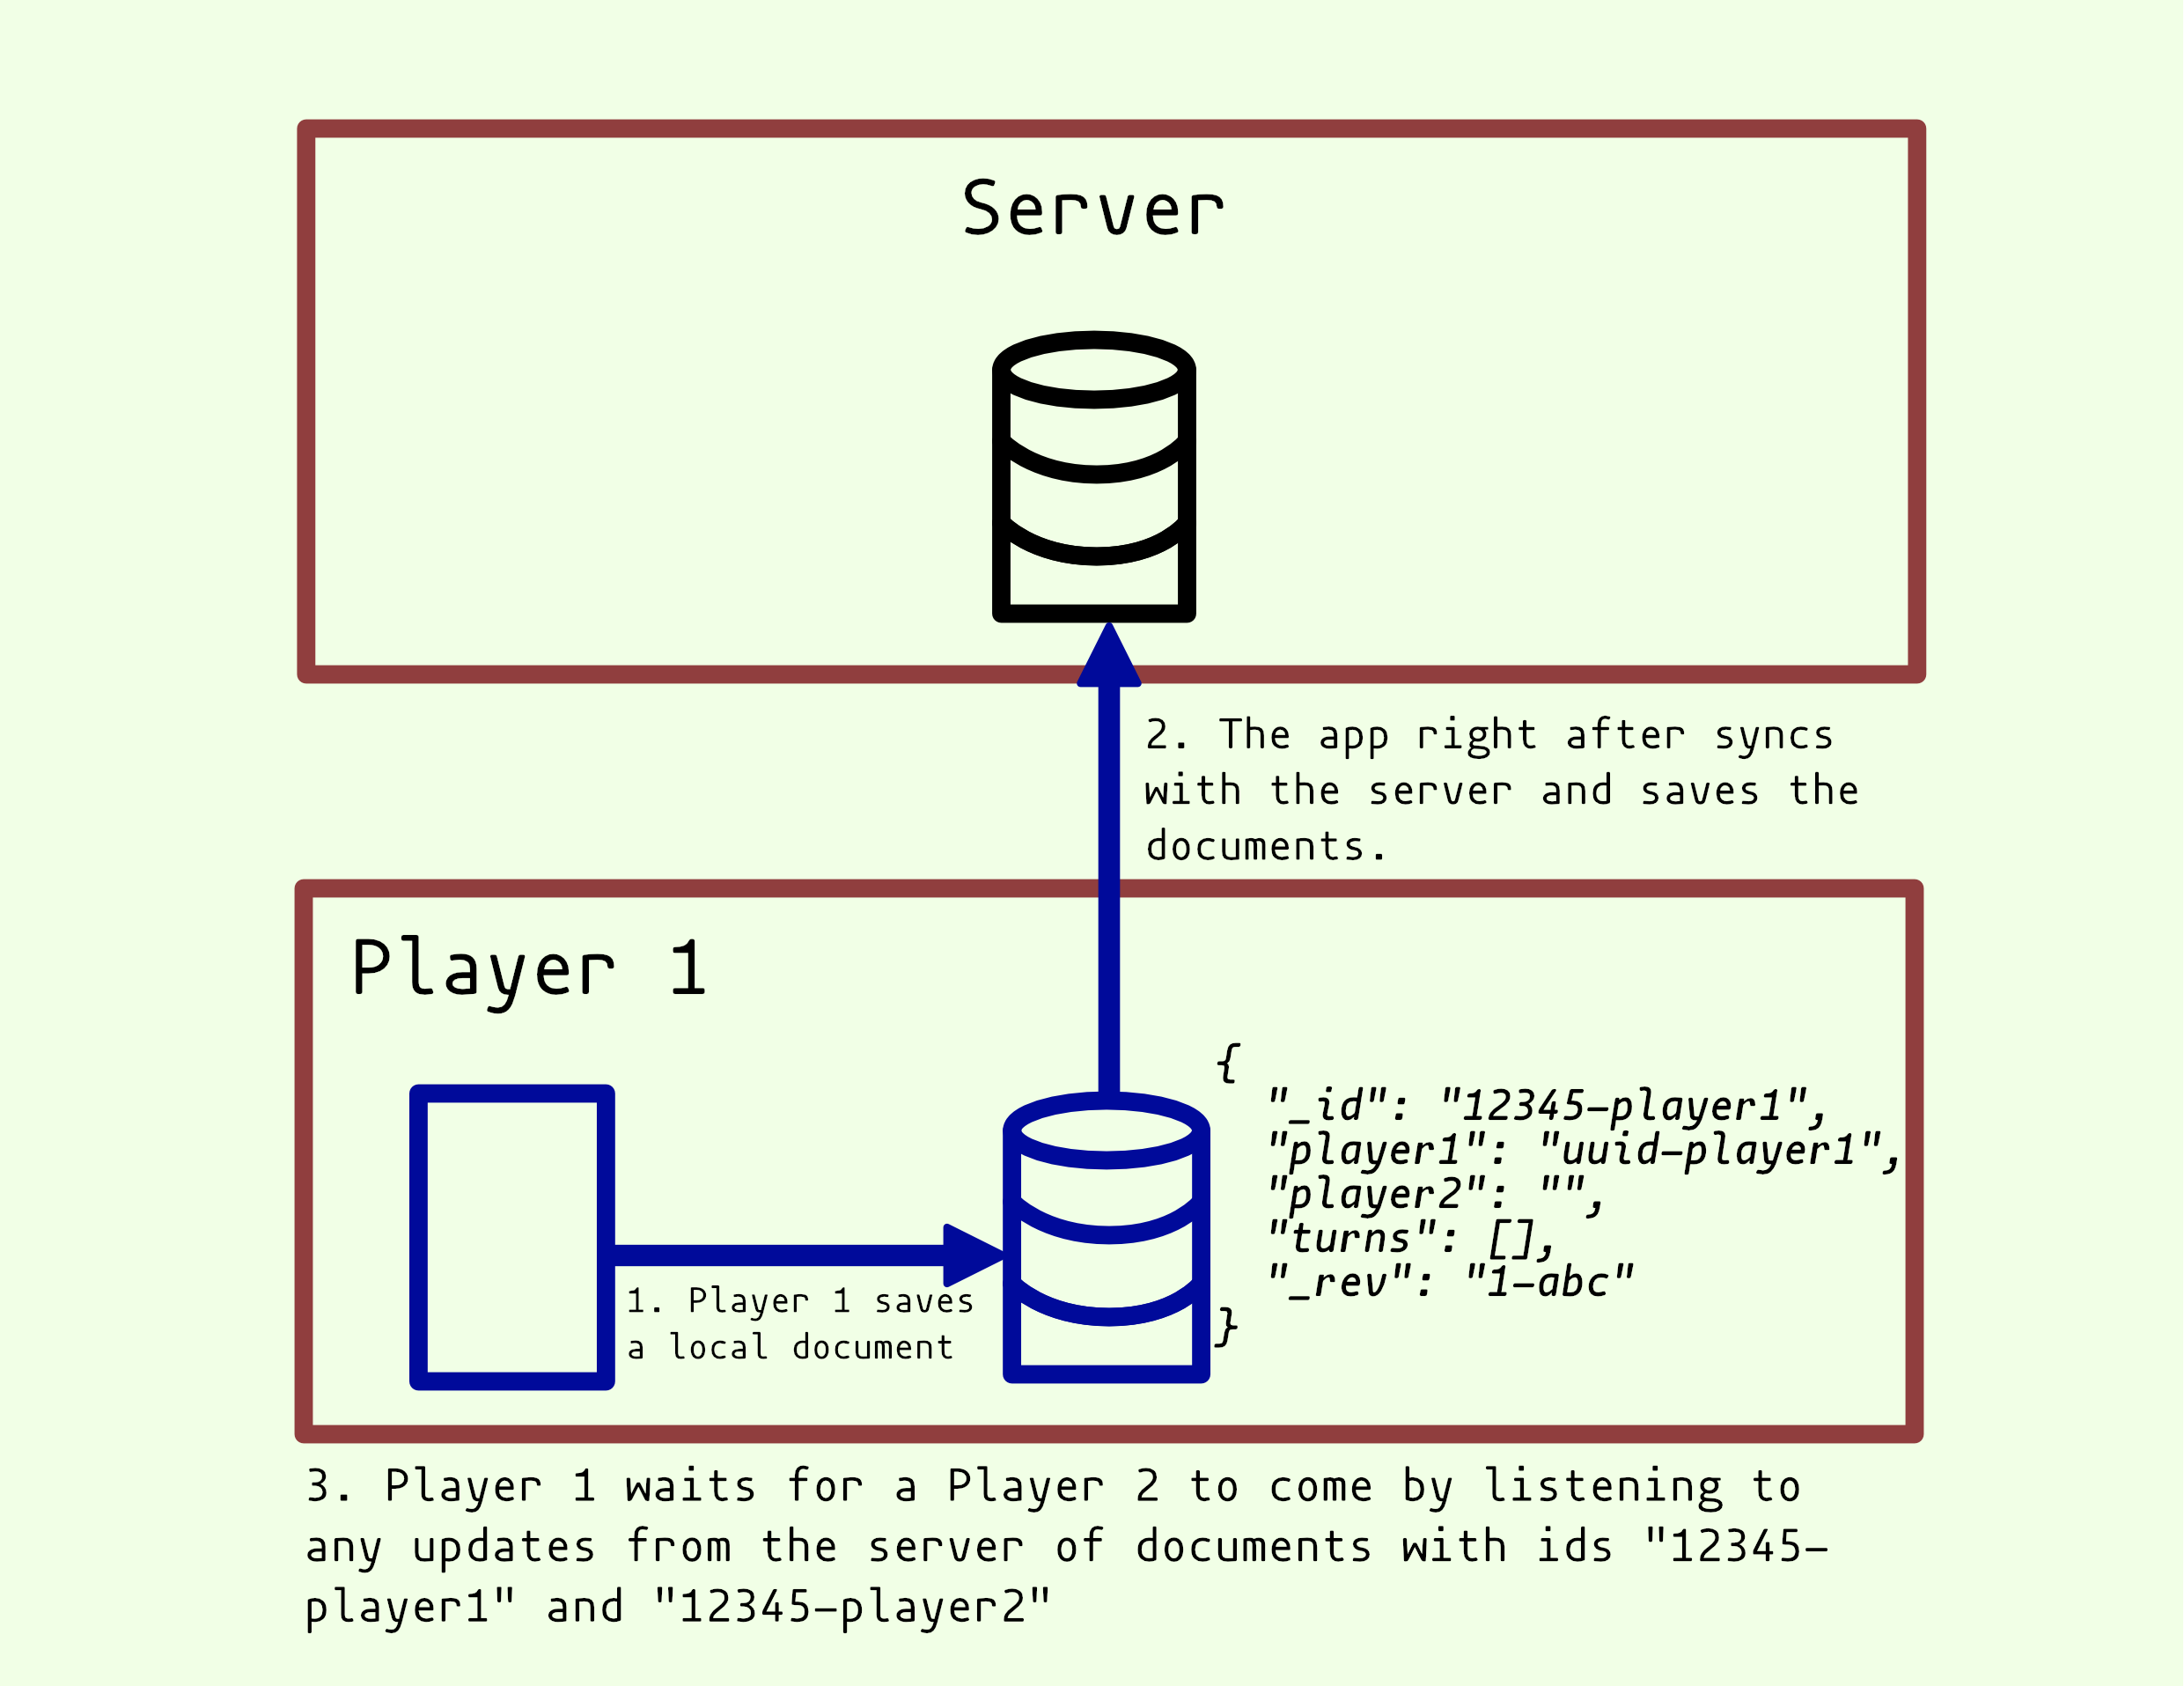 Server
2. The app right after syncs
with the server and saves the
documents.
Player 1
{
"_id": "12345-player1",
"player1": "uuid-player1",
"player2": "",
"turns": [],
"_rev": "1-abc"
}
1. Player 1 saves
a local document
3. Player 1 waits for a Player 2 to come by listening to
any updates from the server of documents with ids "12345-
player1" and "12345-player2"